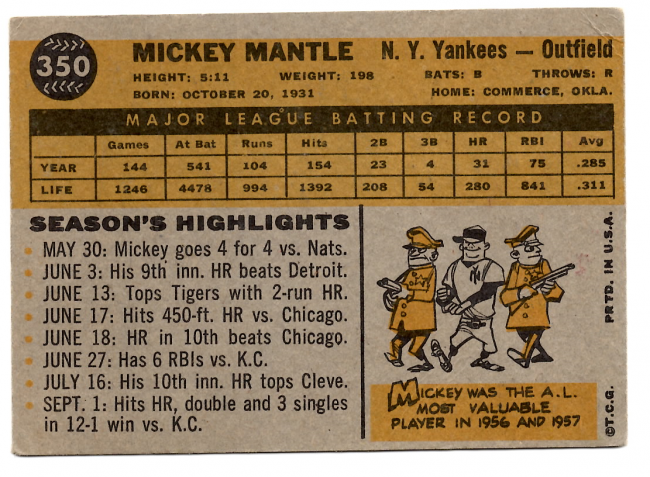 350
MICKEY MANTLE N. Y. Yankees — Outfield
HEIGHT: 5:11 WEIGHT: 198 BATS: B THROWS: R
BORN: OCTOBER 20, 1931 HOME: COMMERCE, OKLA.
MAJOR LEAGUE BATTING RECORD
Games At Bat Runs Hits 2B 3B HR RBI Avg
YEAR 144 541 104 154 23 4 31 75 .285
LIFE 1246 4478 994 1392 208 54 280 841 .311
SEASON'S HIGHLIGHTS
MAY 30: Mickey goes 4 for 4 vs. Nats.
JUNE 3: His 9th inn. HR beats Detroit.
JUNE 13: Tops Tigers with 2-run HR.
JUNE 17: Hits 450-ft. HR vs. Chicago.
JUNE 18: HR in 10th beats Chicago.
JUNE 27: Has 6 RBIs vs. K.C.
JULY 16: His 10th inn. HR tops Cleve.
SEPT. 1: Hits HR, double and 3 singles
in 12-1 win vs. K.C.
NY
MICKEY WAS THE A.L.
MOST VALUABLE
PLAYER IN 1956 AND 1957
©T.C.G. PRTD. IN U.S.A.